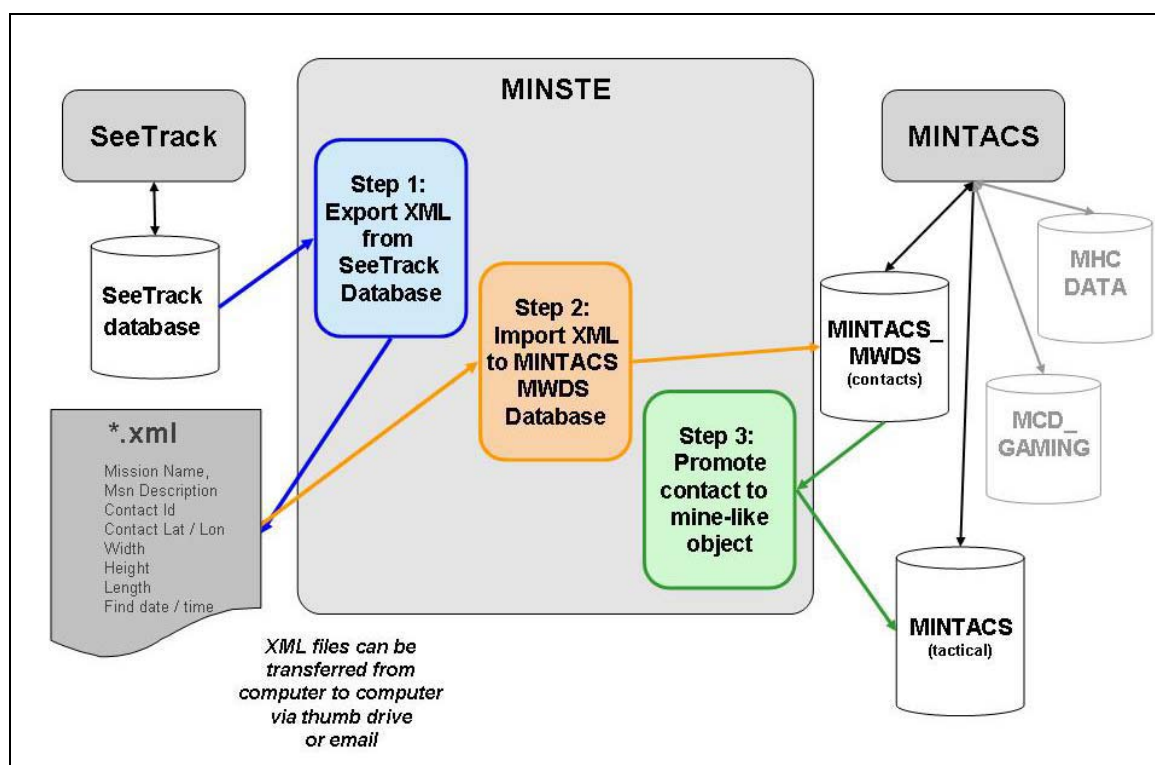 MINSTE
SeeTrack
MINTACS
SeeTrack
database
Step 1:
Export XML
from
SeeTrack
Database
Step 2:
Import XML
to MINTACS
MWDS
Database
Step 3:
Promote
contact to
mine-like
object
MINTACS_
MWDS
(contacts)
MHC
DATA
MCD_
GAMING
MINTACS
(tactical)
*.xml
Mission Name,
Msn Description
Contact Id
Contact Lat / Lon
Width
Height
Length
Find date / time
XML files can be
transferred from
computer to computer
via thumb drive
or email